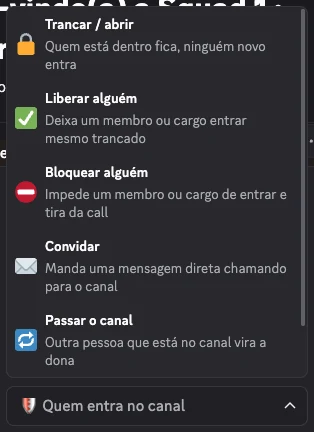 Trancar / abrir
Quem está dentro fica, ninguém novo
entra
Liberar alguém
Deixa um membro ou cargo entrar
mesmo trancado
Bloquear alguém
Impede um membro ou cargo de entrar e
tira da call
Convidar
Manda uma mensagem direta chamando
para o canal
Passar o canal
Outra pessoa que está no canal vira a
dona
Quem entra no canal